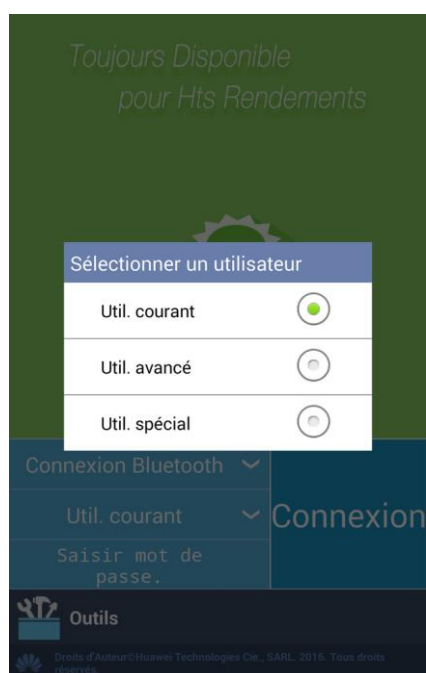 Toujours Disponible
pour Hts Rendements
Sélectionner un utilisateur
Util. courant
Util. avancé
Util. spécial
Connexion Bluetooth
Util. courant
Saisir mot de
passe.
Connexion
Outils
Droits d'Auteur©Huawei Technologies Cie., SARL. 2016. Tous droits
réservés.